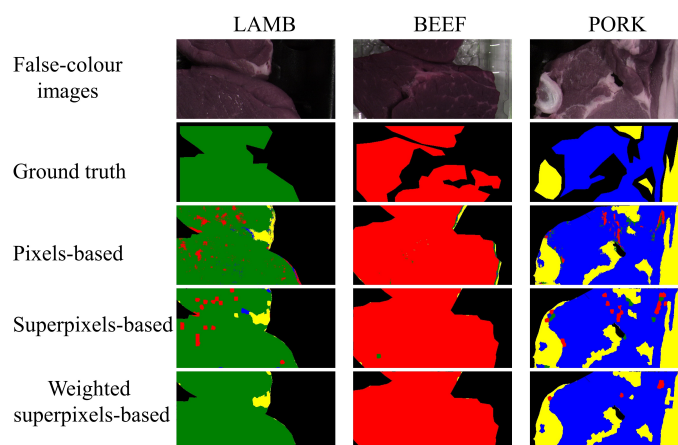 LAMB BEEF PORK
False-colour
images
Ground truth
Pixels-based
Superpixels-based
Weighted
superpixels-based